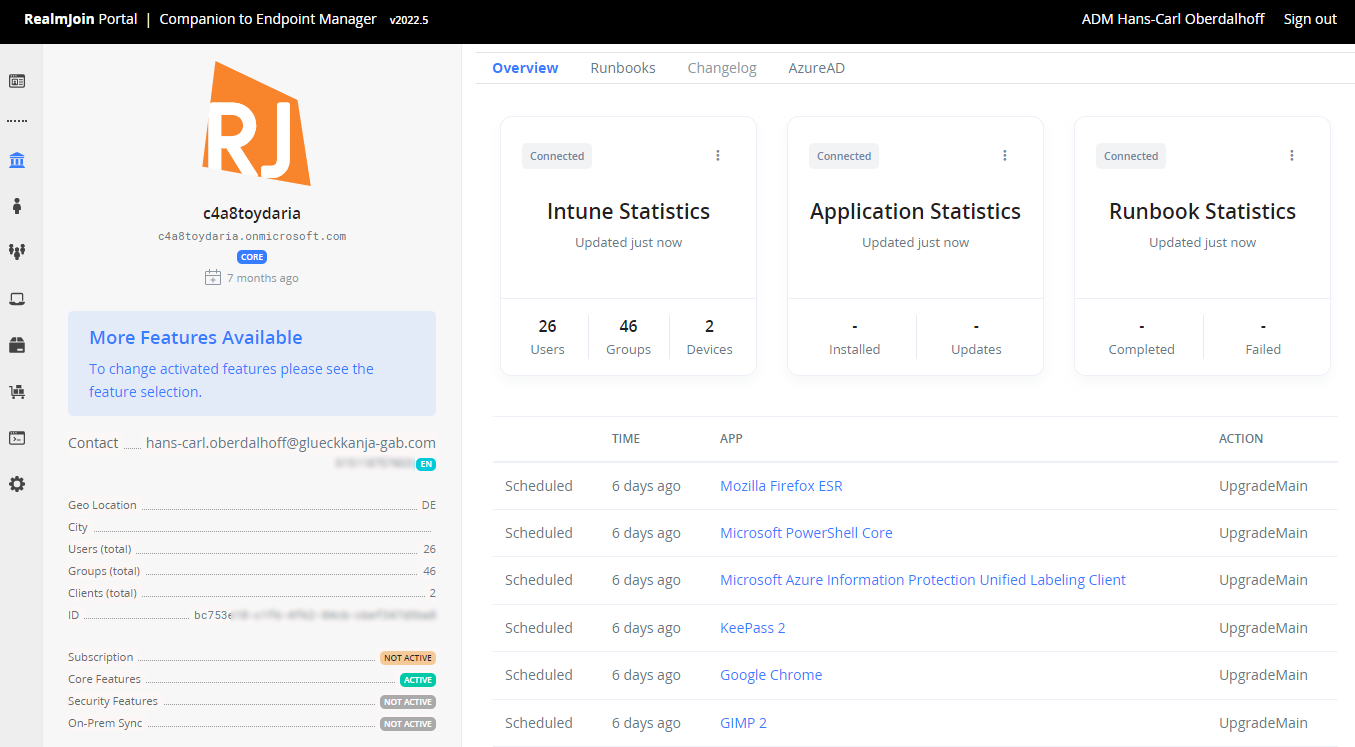 RealmJoin Portal | Companion to Endpoint Manager v2022.5
ADM Hans-Carl Oberdalhoff Sign out
RJ
c4a8toydaria
c4a8toydaria.onmicrosoft.com
CORE
7 months ago
More Features Available
To change activated features please see the
feature selection.
Contact hans-carl.oberdalhoff@glueckkanja-gab.com
EN
Geo Location DE
City
Users (total) 26
Groups (total) 46
Clients (total) 2
ID bc753e
Subscription NOT ACTIVE
Core Features ACTIVE
Security Features NOT ACTIVE
On-Prem Sync NOT ACTIVE
Overview Runbooks Changelog AzureAD
Connected
Intune Statistics
Updated just now
26 46 2
Users Groups Devices
Connected
Application Statistics
Updated just now
- -
Installed Updates
Connected
Runbook Statistics
Updated just now
- -
Completed Failed
TIME APP ACTION
Scheduled 6 days ago Mozilla Firefox ESR UpgradeMain
Scheduled 6 days ago Microsoft PowerShell Core UpgradeMain
Scheduled 6 days ago Microsoft Azure Information Protection Unified Labeling Client UpgradeMain
Scheduled 6 days ago KeePass 2 UpgradeMain
Scheduled 6 days ago Google Chrome UpgradeMain
Scheduled 6 days ago GIMP 2 UpgradeMain